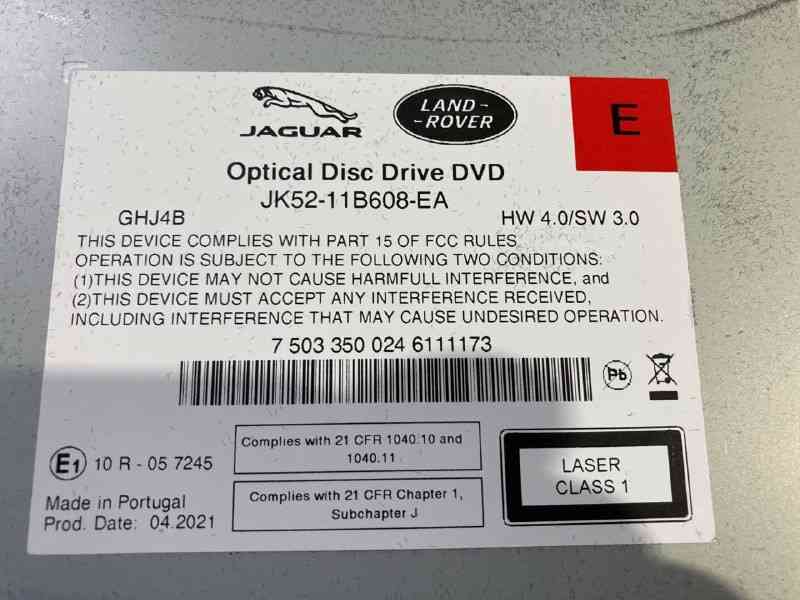 JAGUAR
LAND-
-ROVER
E
Optical Disc Drive DVD
JK52-11B608-EA
GHJ4B
HW 4.0/SW 3.0
THIS DEVICE COMPLIES WITH PART 15 OF FCC RULES
OPERATION IS SUBJECT TO THE FOLLOWING TWO CONDITIONS:
(1)THIS DEVICE MAY NOT CAUSE HARMFULL INTERFERENCE, and
(2)THIS DEVICE MUST ACCEPT ANY INTERFERENCE RECEIVED,
INCLUDING INTERFERENCE THAT MAY CAUSE UNDESIRED OPERATION.
7 503 350 024 6111173
Pb
E1 10 R - 05 7245
Complies with 21 CFR 1040.10 and
1040.11
LASER
CLASS 1
Made in Portugal
Prod. Date: 04.2021
Complies with 21 CFR Chapter 1,
Subchapter J